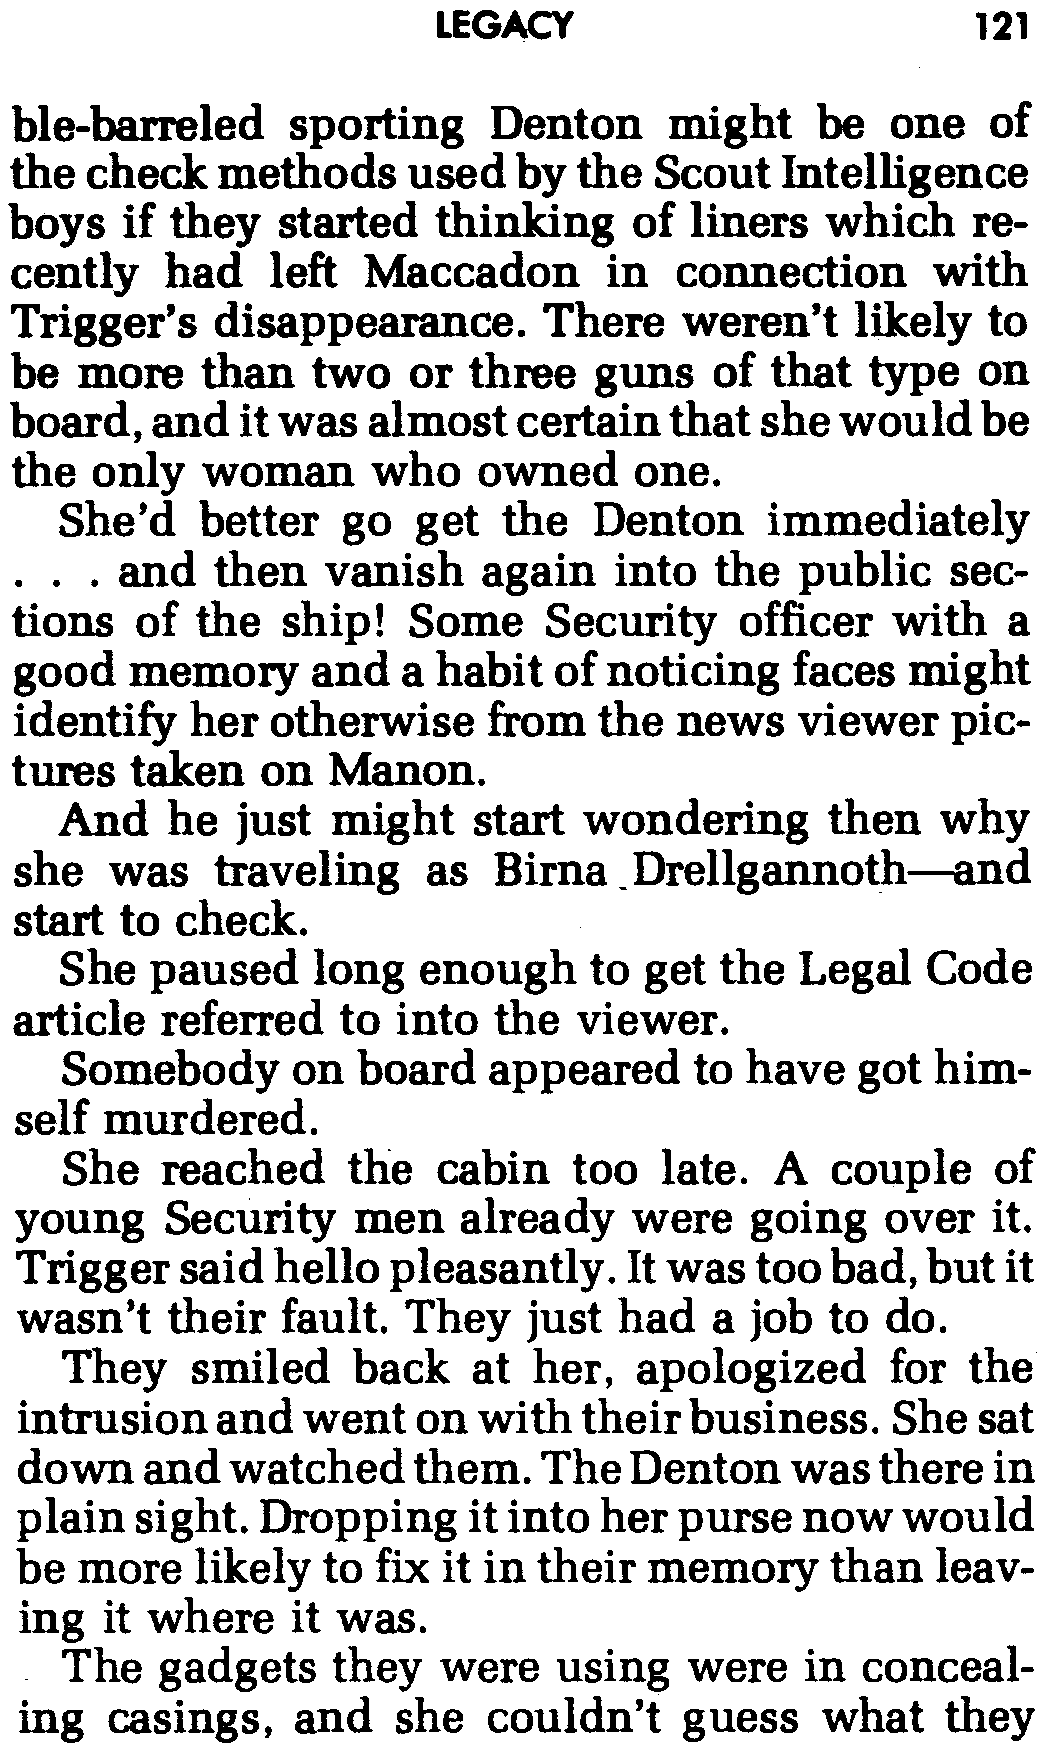 LEGACY 121
ble-barreled sporting Denton might be one of
the check methods used by the Scout Intelligence
boys if they started thinking of liners which re-
cently had left Maccadon in connection with
Trigger's disappearance. There weren't likely to
be more than two or three guns of that type on
board, and it was almost certain that she would be
the only woman who owned one.
She'd better go get the Denton immediately
. . . and then vanish again into the public sec-
tions of the ship! Some Security officer with a
good memory and a habit of noticing faces might
identify her otherwise from the news viewer pic-
tures taken on Manon.
And he just might start wondering then why
she was traveling as Birna Drellgannoth—and
start to check.
She paused long enough to get the Legal Code
article referred to into the viewer.
Somebody on board appeared to have got him-
self murdered.
She reached the cabin too late. A couple of
young Security men already were going over it.
Trigger said hello pleasantly. It was too bad, but it
wasn't their fault. They just had a job to do.
They smiled back at her, apologized for the
intrusion and went on with their business. She sat
down and watched them. The Denton was there in
plain sight. Dropping it into her purse now would
be more likely to fix it in their memory than leav-
ing it where it was.
The gadgets they were using were in conceal-
ing casings, and she couldn't guess what they